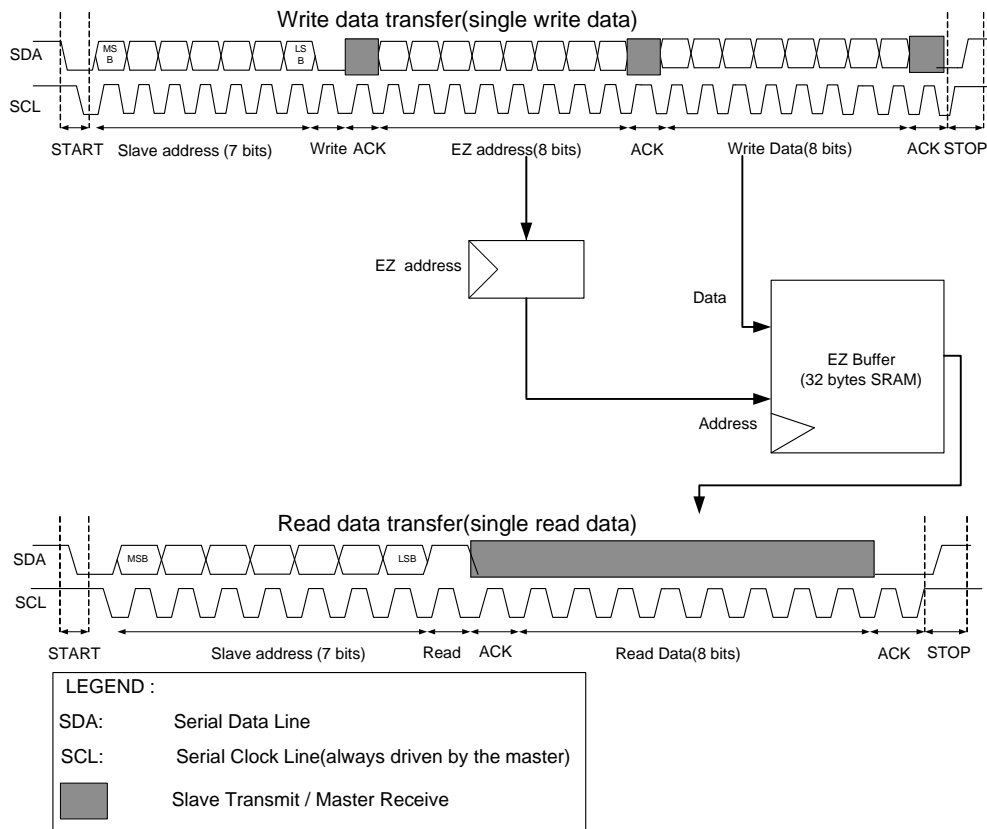 Write data transfer(single write data)
SDA
MS
B
LS
B
SCL
START Slave address (7 bits) Write ACK EZ address(8 bits) ACK Write Data(8 bits) ACK STOP
EZ address
Data
EZ Buffer
(32 bytes SRAM)
Address
Read data transfer(single read data)
SDA MSB LSB
SCL
START Slave address (7 bits) Read ACK Read Data(8 bits) ACK STOP
LEGEND :
SDA: Serial Data Line
SCL: Serial Clock Line(always driven by the master)
Slave Transmit / Master Receive